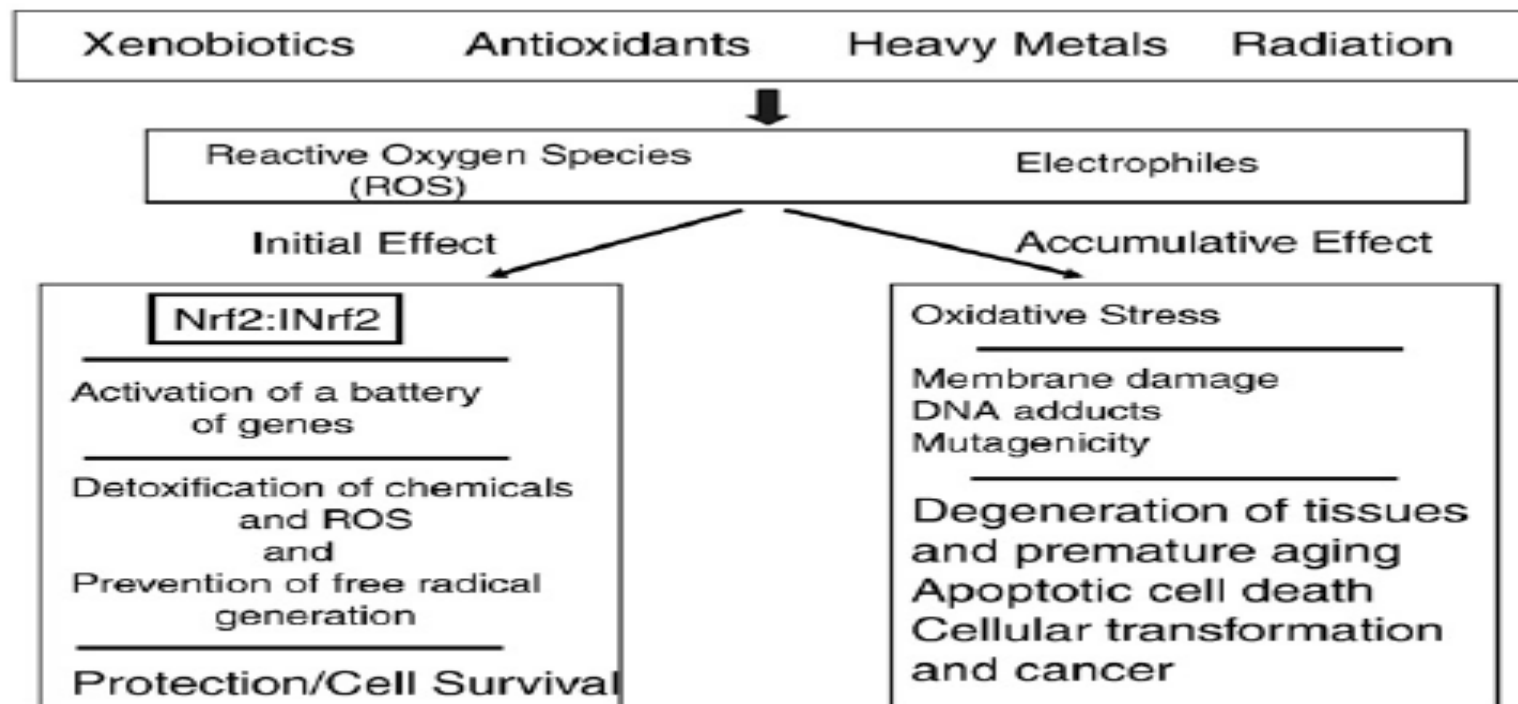 Xenobiotics Antioxidants Heavy Metals Radiation
Reactive Oxygen Species
(ROS)
Electrophiles
Initial Effect
Accumulative Effect
Nrf2:INrf2
Activation of a battery
of genes
Detoxification of chemicals
and ROS
and
Prevention of free radical
generation
Protection/Cell Survival
Oxidative Stress
Membrane damage
DNA adducts
Mutagenicity
Degeneration of tissues
and premature aging
Apoptotic cell death
Cellular transformation
and cancer